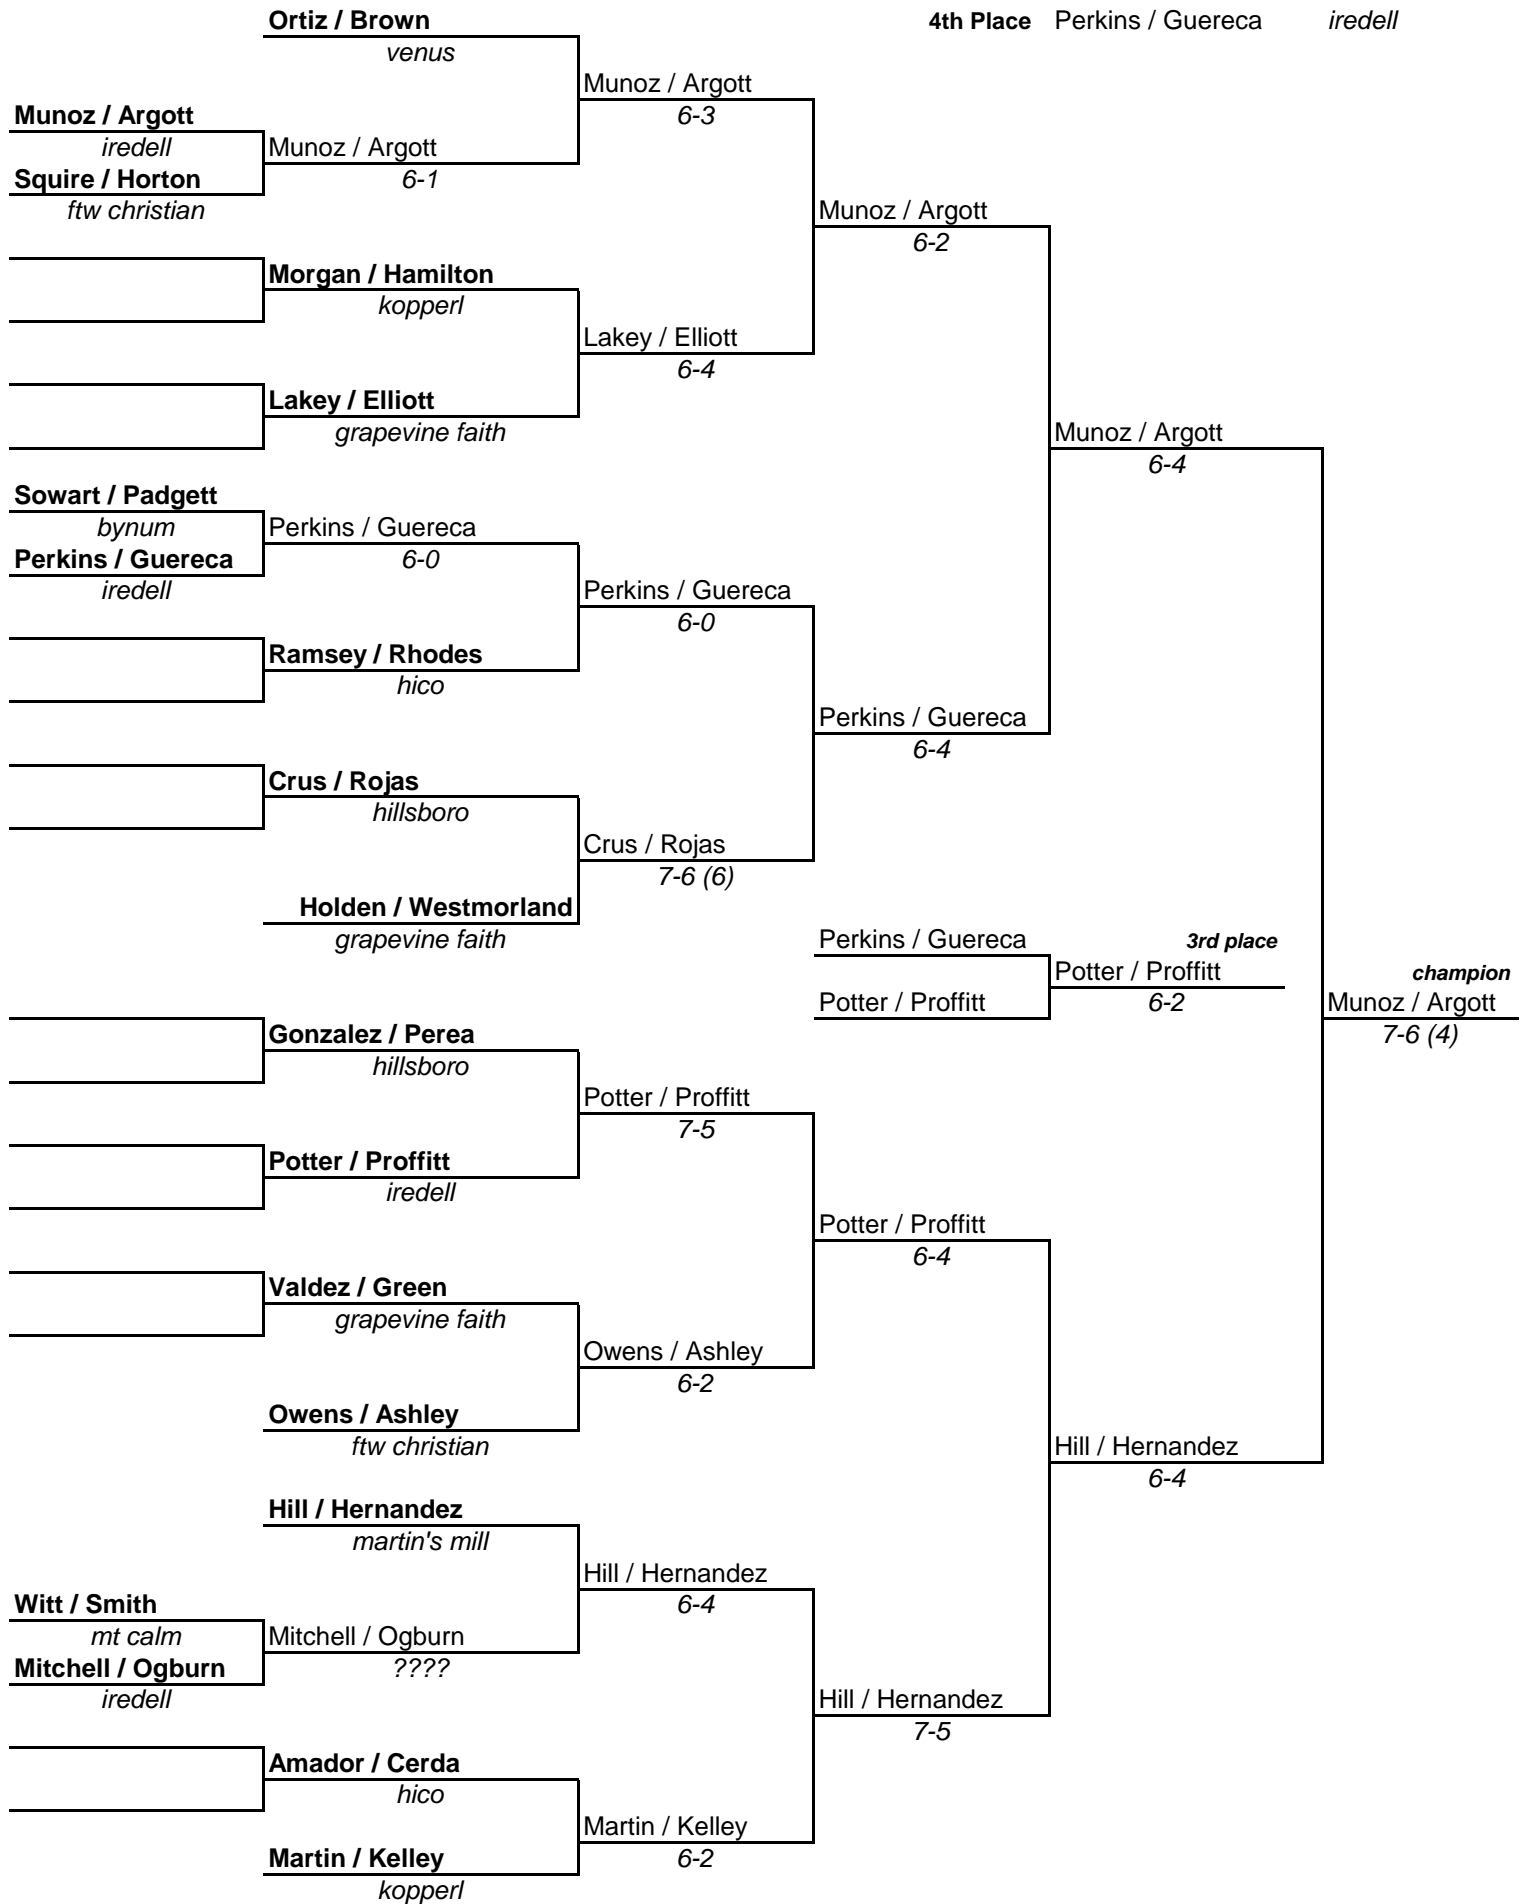 Ortiz / Brown
venus
4th Place Perkins / Guereca iredell
Munoz / Argott
6-3
Munoz / Argott
iredell
Munoz / Argott
6-1
Squire / Horton
ftw christian
Munoz / Argott
6-2
Morgan / Hamilton
kopperl
Lakey / Elliott
6-4
Lakey / Elliott
grapevine faith
Munoz / Argott
6-4
Sowart / Padgett
bynum
Perkins / Guereca
6-0
Perkins / Guereca
iredell
Perkins / Guereca
6-0
Ramsey / Rhodes
hico
Perkins / Guereca
6-4
Crus / Rojas
hillsboro
Crus / Rojas
7-6 (6)
Holden / Westmorland
grapevine faith
Perkins / Guereca
3rd place
Potter / Proffitt
6-2
Potter / Proffitt
champion
Munoz / Argott
7-6 (4)
Gonzalez / Perea
hillsboro
Potter / Proffitt
7-5
Potter / Proffitt
iredell
Potter / Proffitt
6-4
Valdez / Green
grapevine faith
Owens / Ashley
6-2
Owens / Ashley
ftw christian
Hill / Hernandez
6-4
Hill / Hernandez
martin's mill
Hill / Hernandez
6-4
Witt / Smith
mt calm
Mitchell / Ogburn
????
Mitchell / Ogburn
iredell
Hill / Hernandez
7-5
Amador / Cerda
hico
Martin / Kelley
6-2
Martin / Kelley
kopperl